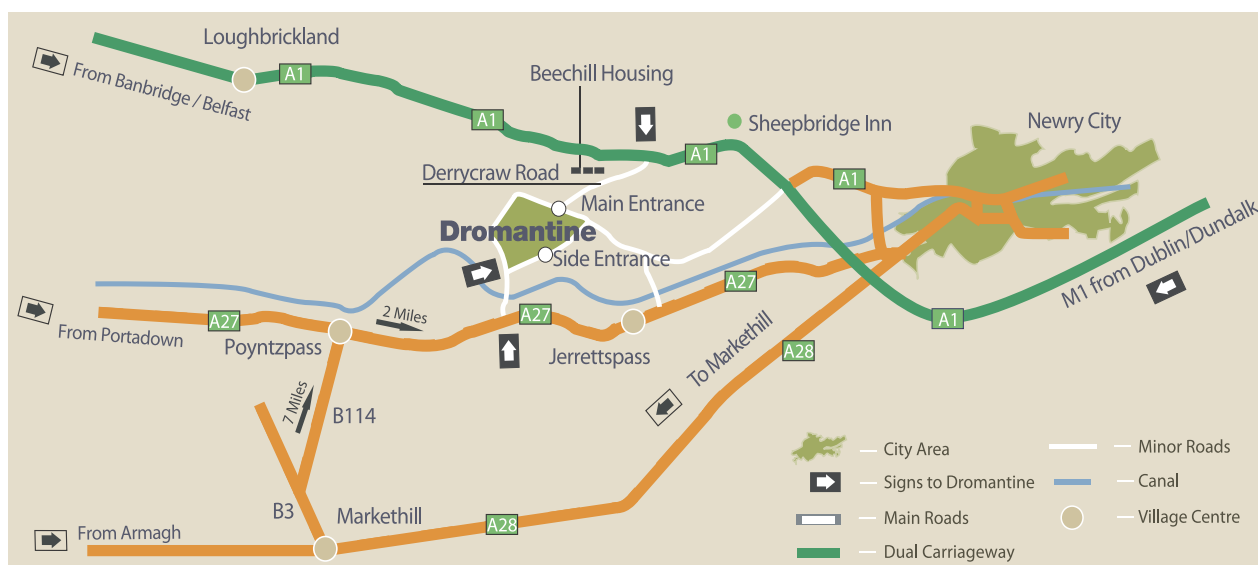 Loughbrickland
A1
From Banbridge / Belfast
Beechill Housing
A1
A1
Sheepbridge Inn
Newry City
Derrycraw Road
A1
Main Entrance
Dromantine
Side Entrance
M1 from Dublin/Dundalk
A1
From Portadown
A27
Poyntzpass
2 Miles
A27
Jerrettspass
A27
To Markethill
A28
7 Miles
B114
B3
Markethill
From Armagh
A28
City Area
Signs to Dromantine
Main Roads
Dual Carriageway
Minor Roads
Canal
Village Centre